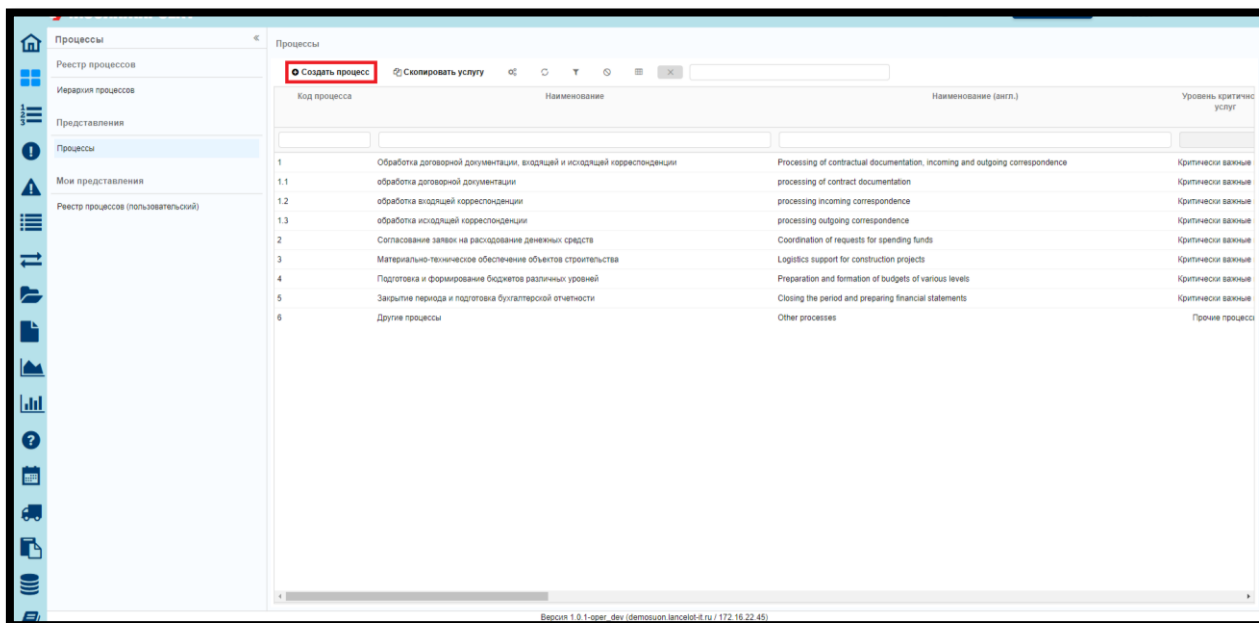 Процессы «
Реестр процессов
Иерархия процессов
Представления
Процессы
Мои представления
Реестр процессов (пользовательский)
Процессы
Создать процесс Скопировать услугу
Код процесса Наименование Наименование (англ.) Уровень критично
услуг
1 Обработка договорной документации, входящей и исходящей корреспонденции Processing of contractual documentation, incoming and outgoing correspondence Критически важные
1.1 обработка договорной документации processing of contract documentation Критически важные
1.2 обработка входящей корреспонденции processing incoming correspondence Критически важные
1.3 обработка исходящей корреспонденции processing outgoing correspondence Критически важные
2 Согласование заявок на расходование денежных средств Coordination of requests for spending funds Критически важные
3 Материально-техническое обеспечение объектов строительства Logistics support for construction projects Критически важные
4 Подготовка и формирование бюджетов различных уровней Preparation and formation of budgets of various levels Критически важные
5 Закрытие периода и подготовка бухгалтерской отчетности Closing the period and preparing financial statements Критически важные
6 Другие процессы Other processes Прочие процесс
Версия 1.0.1-oper_dev (demosuon.lancelot-it.ru / 172.16.22.45)